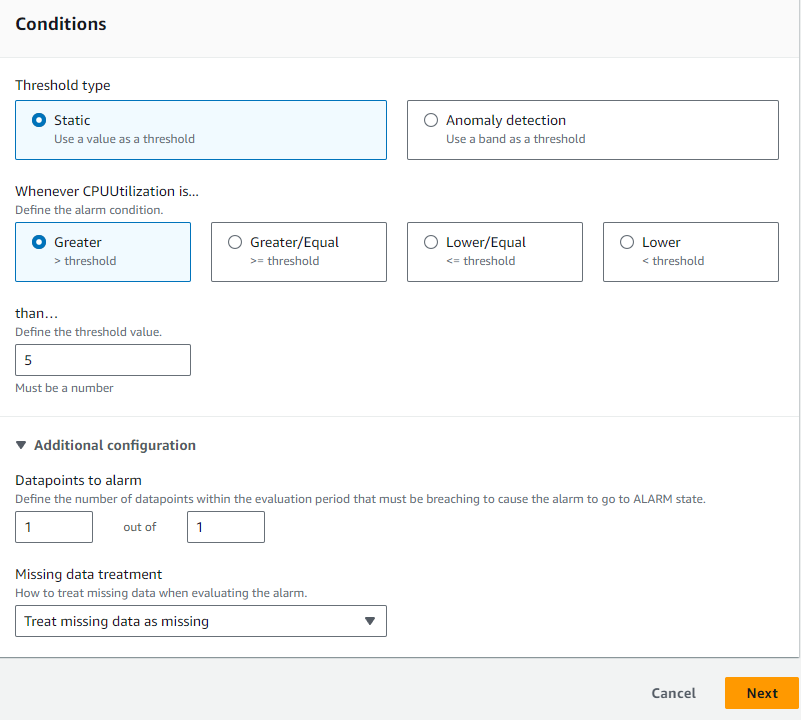 Conditions
Threshold type
Static
Use a value as a threshold
Anomaly detection
Use a band as a threshold
Whenever CPUUtilization is...
Define the alarm condition.
Greater
> threshold
Greater/Equal
>= threshold
Lower/Equal
<= threshold
Lower
< threshold
than...
Define the threshold value.
5
Must be a number
Additional configuration
Datapoints to alarm
Define the number of datapoints within the evaluation period that must be breaching to cause the alarm to go to ALARM state.
1 out of 1
Missing data treatment
How to treat missing data when evaluating the alarm.
Treat missing data as missing
Cancel Next